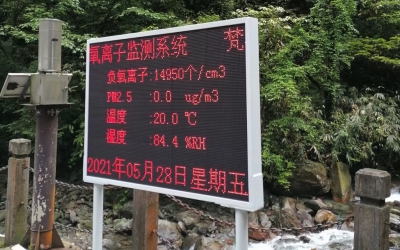 氧离子监测系统 梵
负氧离子:14950个/cm3
PM2.5 :0.0 ug/m3
温度 :20.0 ℃
湿度 :84.4 %RH
2021年05月28日星期五